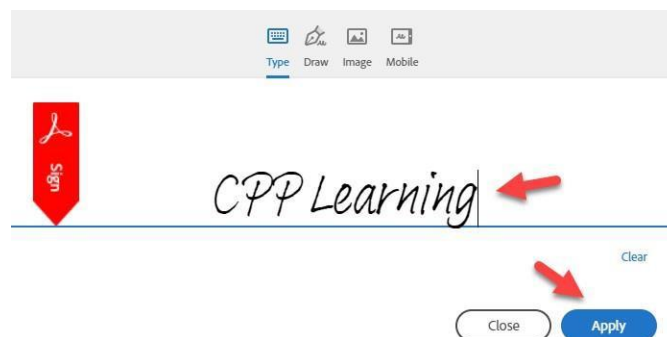 Type Draw Image Mobile
Sign
CPP Learning
Clear
Close Apply